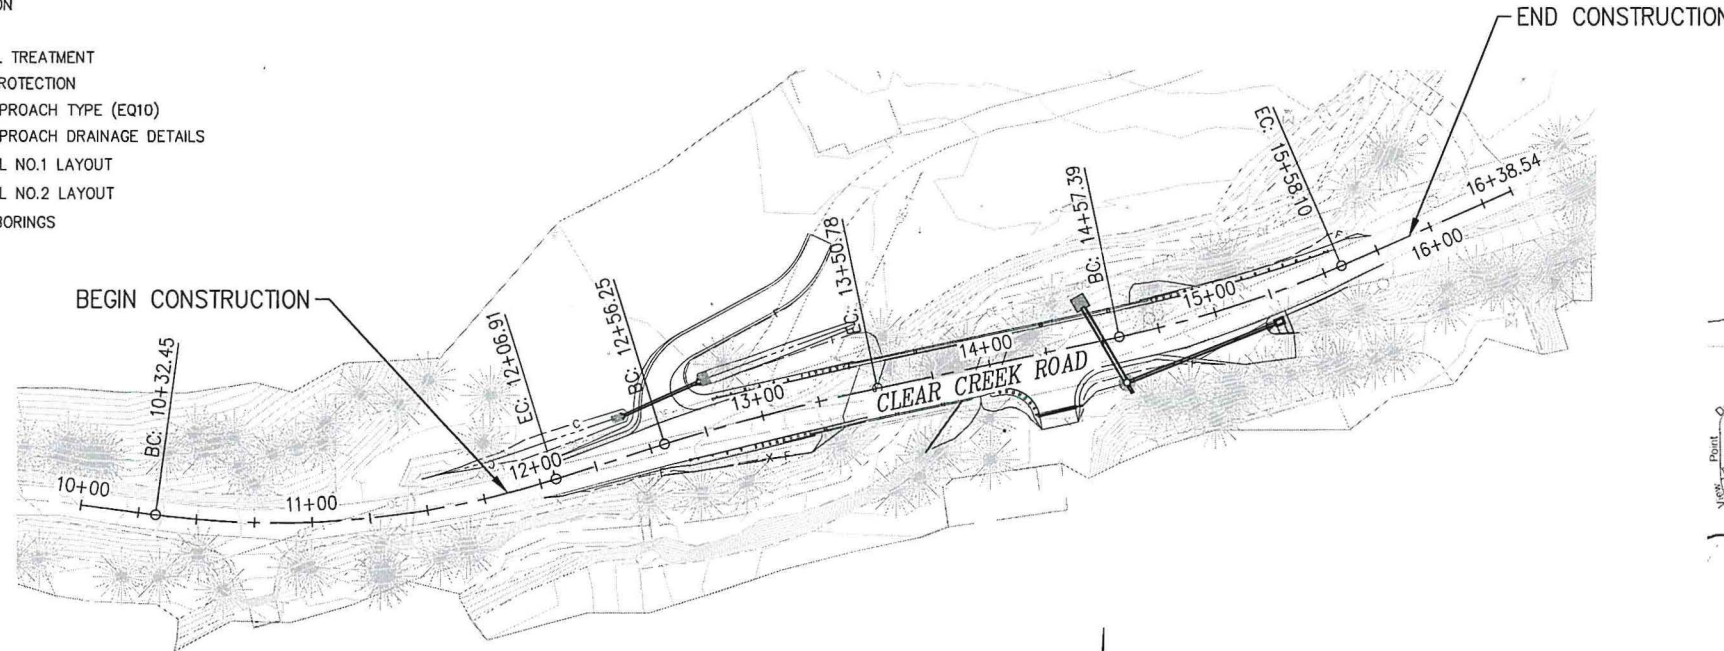 ON
TREATMENT
ROTECTION
PROACH TYPE (EQ10)
PROACH DRAINAGE DETAILS
L NO.1 LAYOUT
L NO.2 LAYOUT
BORINGS
END CONSTRUCTION
BEGIN CONSTRUCTION
10+00
BC: 10+32.45
11+00
EC: 12+06.91
12+00
C
BC: 12+56.25
13+00
X F
EC: 13+50.78
CLEAR CREEK ROAD
14+00
BC: 14+57.39
15+00
EC: 15+58.10
F
16+00
16+38.54
Point
View